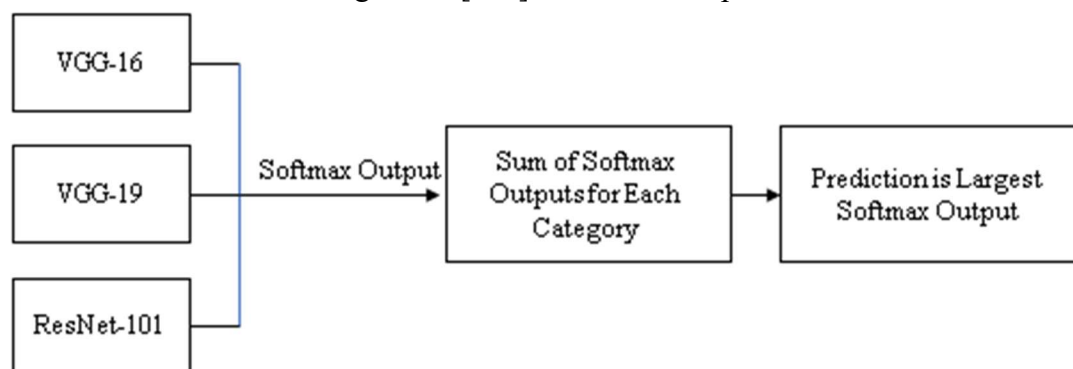 VGG-16
VGG-19
ResNet-101
Softmax Output
Sum of Softmax
Outputs for Each
Category
Prediction is Largest
Softmax Output